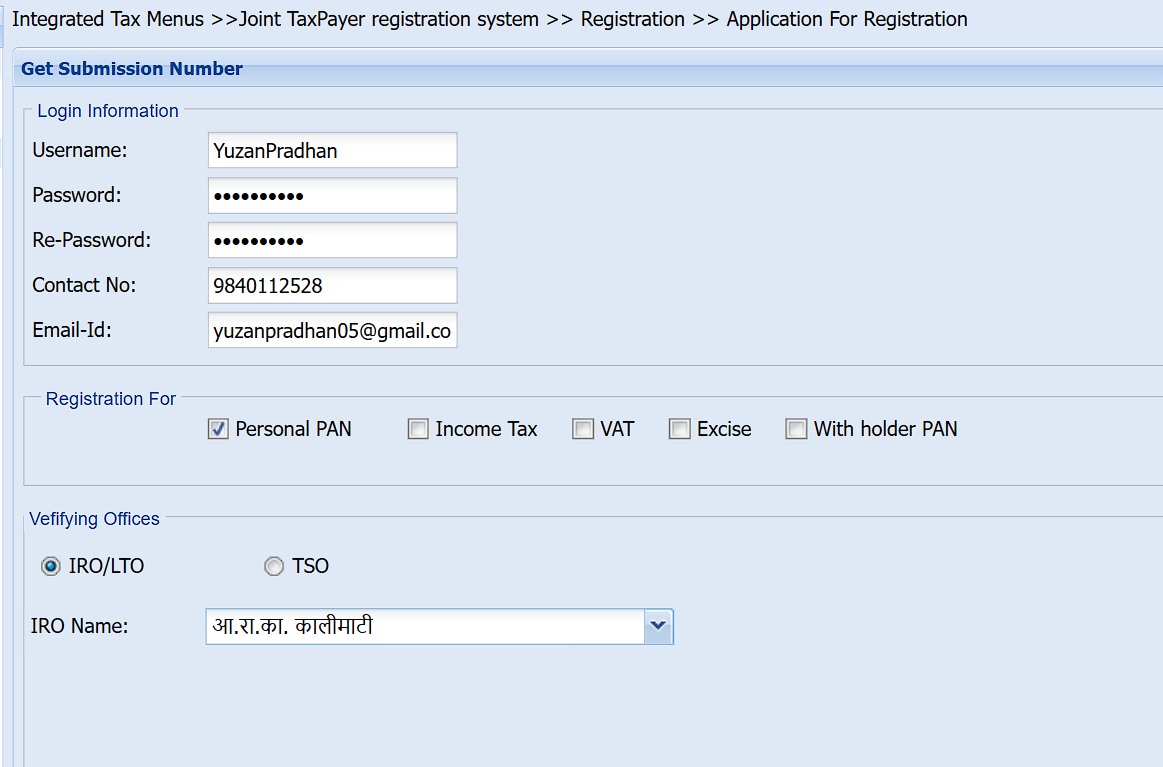 Integrated Tax Menus >>Joint TaxPayer registration system >> Registration >> Application For Registration
Get Submission Number
Login Information
Username: YuzanPradhan
Password: ••••••••••
Re-Password: ••••••••••
Contact No: 9840112528
Email-Id: yuzanpradhan05@gmail.co
Registration For
Personal PAN Income Tax VAT Excise With holder PAN
Vefifying Offices
IRO/LTO TSO
IRO Name: आ.रा.का. कालीमाटी